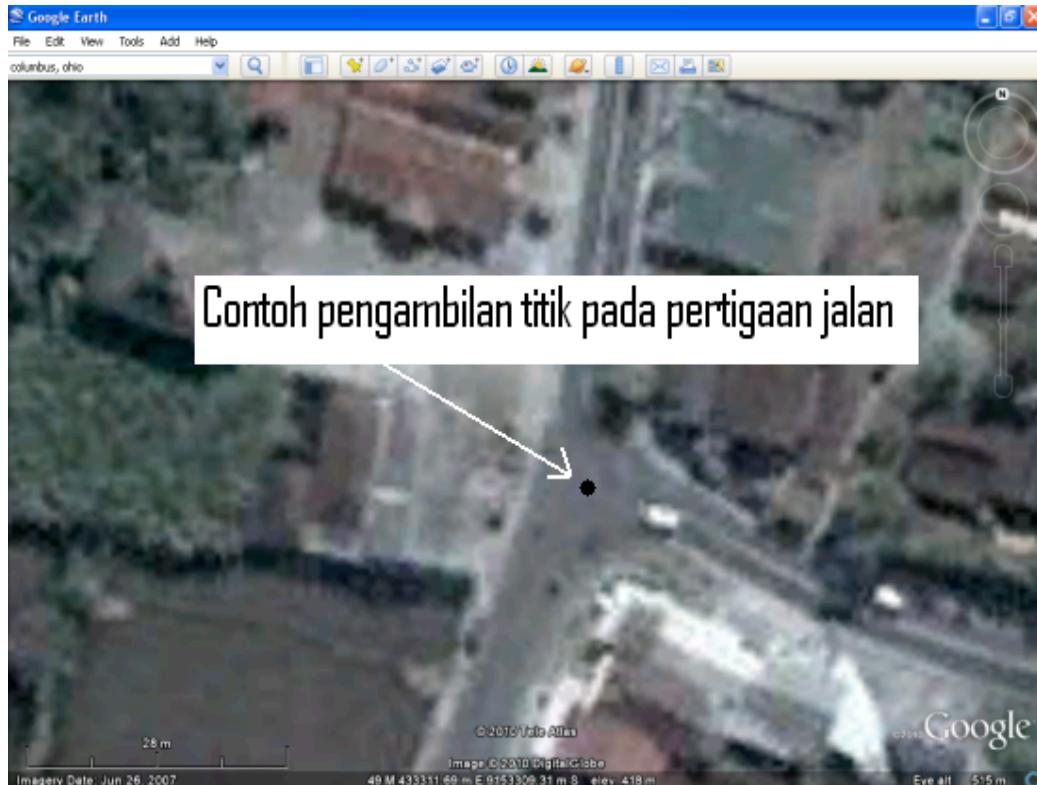 Google Earth
File Edit View Tools Add Help
columbus, ohio
N
Contoh pengambilan titik pada pertigaan jalan
© 2010 Tele Atlas
©2010 Google
28 m
Image © 2010 DigitalGlobe
Imagery Date: Jun 26, 2007 49 M 433311.69 m E 9153309.31 m S elev 418 m Eye alt 515 m